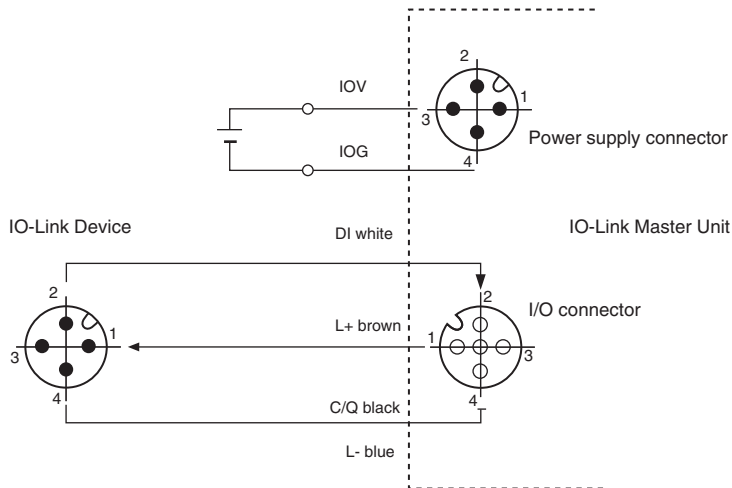 2
IOV
1
3
Power supply connector
IOG
4
IO-Link Device
IO-Link Master Unit
DI white
2
2
I/O connector
1
L+ brown
1
3
3
4
4
C/Q black
L- blue